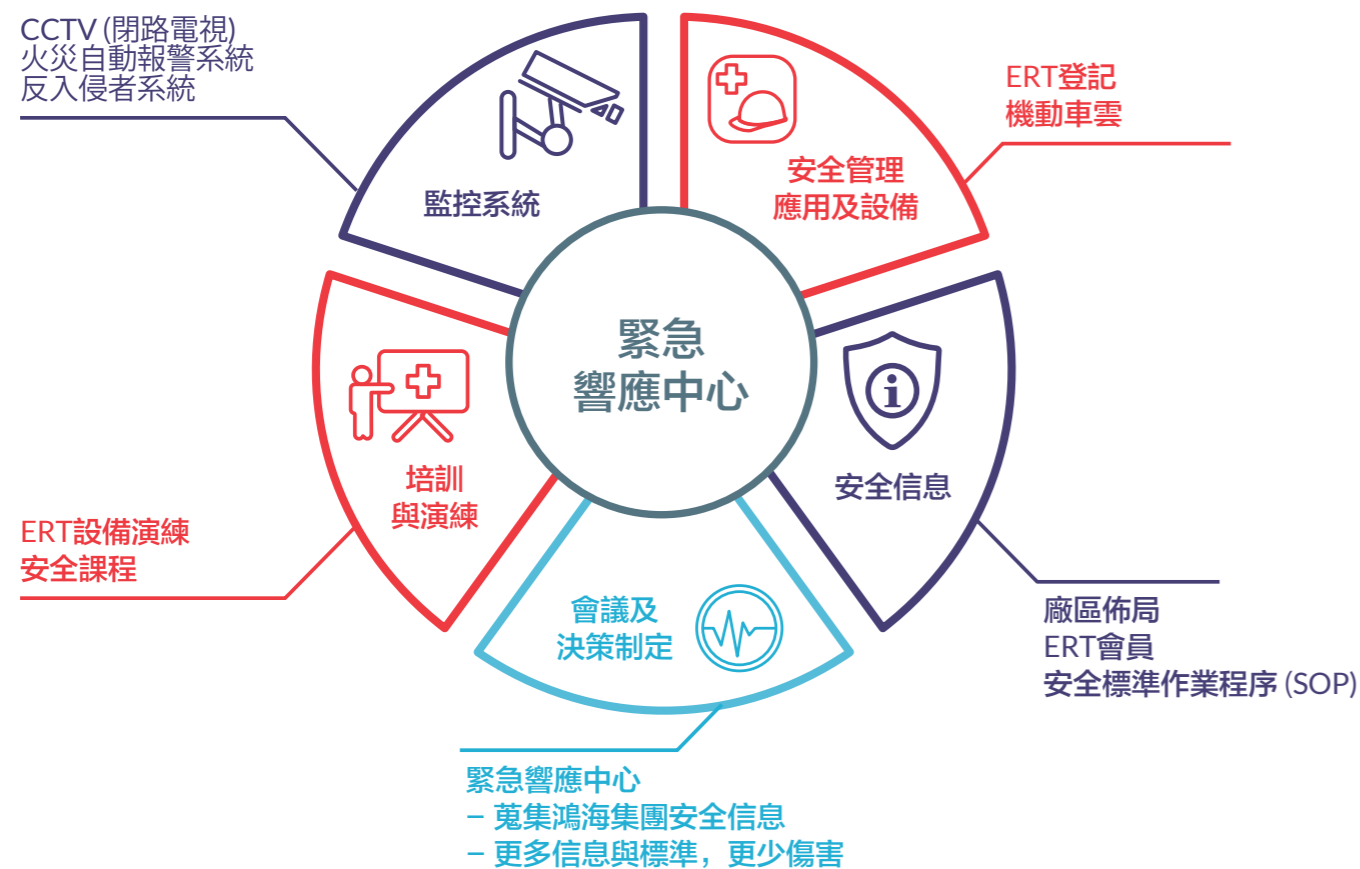 CCTV (閉路電視)
火災自動報警系統
反入侵者系統
監控系統
安全管理
應用及設備
ERT登記
機動車雲
緊急
響應中心
安全信息
廠區佈局
ERT會員
安全標準作業程序 (SOP)
培訓
與演練
ERT設備演練
安全課程
會議及
決策制定
緊急響應中心
– 蒐集鴻海集團安全信息
– 更多信息與標準，更少傷害